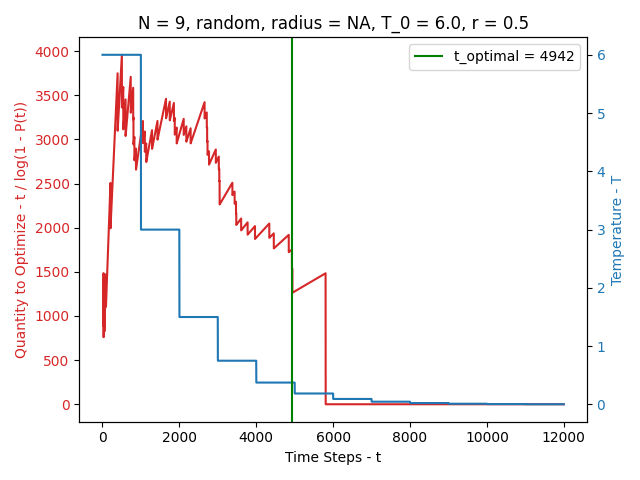 N = 9, random, radius = NA, T_0 = 6.0, r = 0.5
t_optimal = 4942
Quantity to Optimize - t / log(1 - P(t))
4000
3500
3000
2500
2000
1500
1000
500
0
6
5
4
3
2
1
0
Temperature - T
0 2000 4000 6000 8000 10000 12000
Time Steps - t